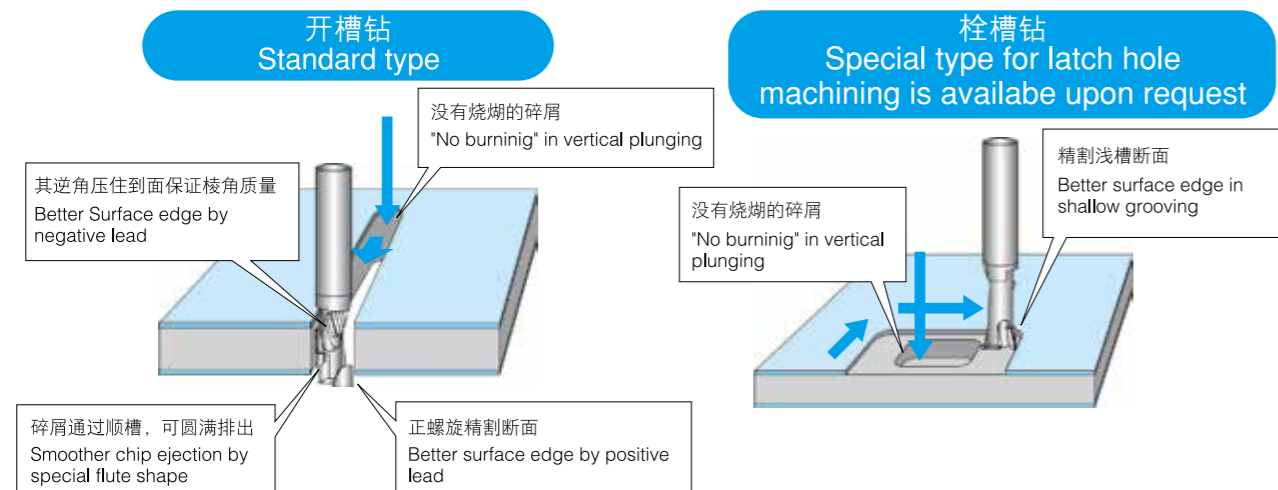 开槽钻
Standard type
没有烧煳的碎屑
"No burninig" in vertical plunging
其逆角压住到面保证棱角质量
Better Surface edge by
negative lead
碎屑通过顺槽，可圆满排出
Smoother chip ejection by
special flute shape
正螺旋精割断面
Better surface edge by positive
lead
栓槽钻
Special type for latch hole
machining is availabe upon request
精割浅槽断面
Better surface edge in
shallow grooving
没有烧煳的碎屑
"No burninig" in vertical
plunging